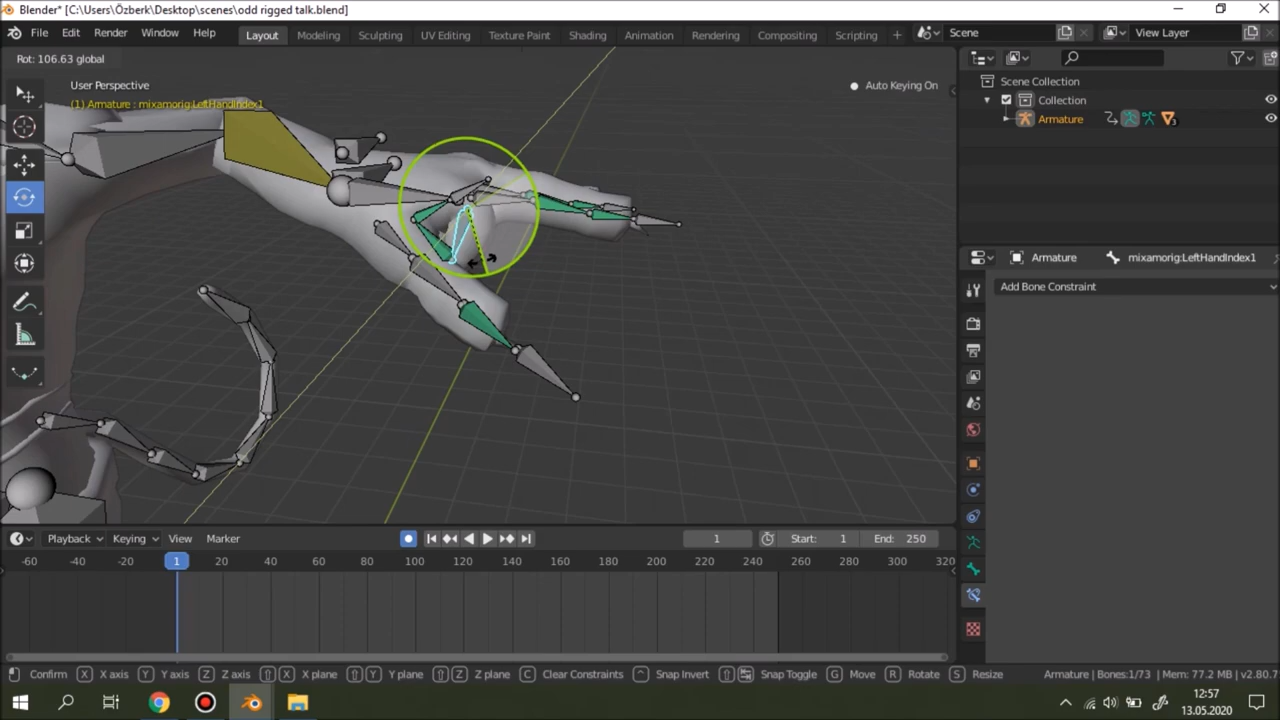 Blender* [C:\Users\Özberk\Desktop\scenes\odd rigged talk.blend]
File Edit Render Window Help Layout Modeling Sculpting UV Editing Texture Paint Shading Animation Rendering Compositing Scripting + Scene View Layer
Rot: 106.63 global
User Perspective
(1) Armature : mixamorig:LeftHandIndex1
Auto Keying On
Scene Collection
Collection
Armature
3
Armature mixamorig:LeftHandIndex1
Add Bone Constraint
Playback Keying View Marker 1 Start: 1 End: 250
-60 -40 -20 1 20 40 60 80 100 120 140 160 180 200 220 240 260 280 300 320
Confirm X X axis Y Y axis Z Z axis X X plane Y Y plane Z Z plane C Clear Constraints Snap Invert Snap Toggle G Move R Rotate S Resize Armature | Bones:1/73 | Mem: 77.2 MB | v2.80.7
12:57
13.05.2020